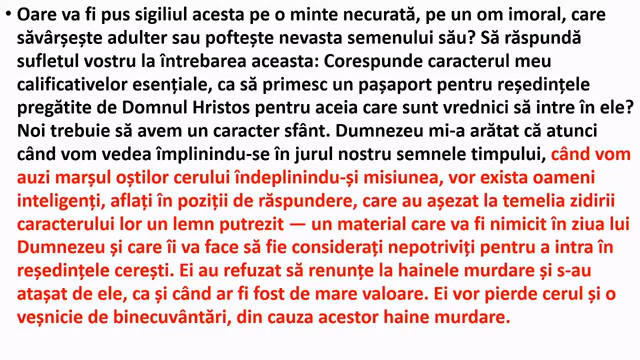 • Oare va fi pus sigiliul acesta pe o minte necurată, pe un om imoral, care
săvârșește adulter sau poftește nevasta semenului său? Să răspundă
sufletul vostru la întrebarea aceasta: Corespunde caracterul meu
calificativelor esențiale, ca să primesc un pașaport pentru reședințele
pregătite de Domnul Hristos pentru aceia care sunt vrednici să intre în ele?
Noi trebuie să avem un caracter sfânt. Dumnezeu mi-a arătat că atunci
când vom vedea împlinindu-se în jurul nostru semnele timpului, când vom
auzi marșul oștilor cerului îndeplinindu-și misiunea, vor exista oameni
inteligenți, aflați în poziții de răspundere, care au așezat la temelia zidirii
caracterului lor un lemn putrezit — un material care va fi nimicit în ziua lui
Dumnezeu și care îi va face să fie considerați nepotriviți pentru a intra în
reședințele cerești. Ei au refuzat să renunțe la hainele murdare și s-au
atașat de ele, ca și când ar fi fost de mare valoare. Ei vor pierde cerul și o
veșnicie de binecuvântări, din cauza acestor haine murdare.